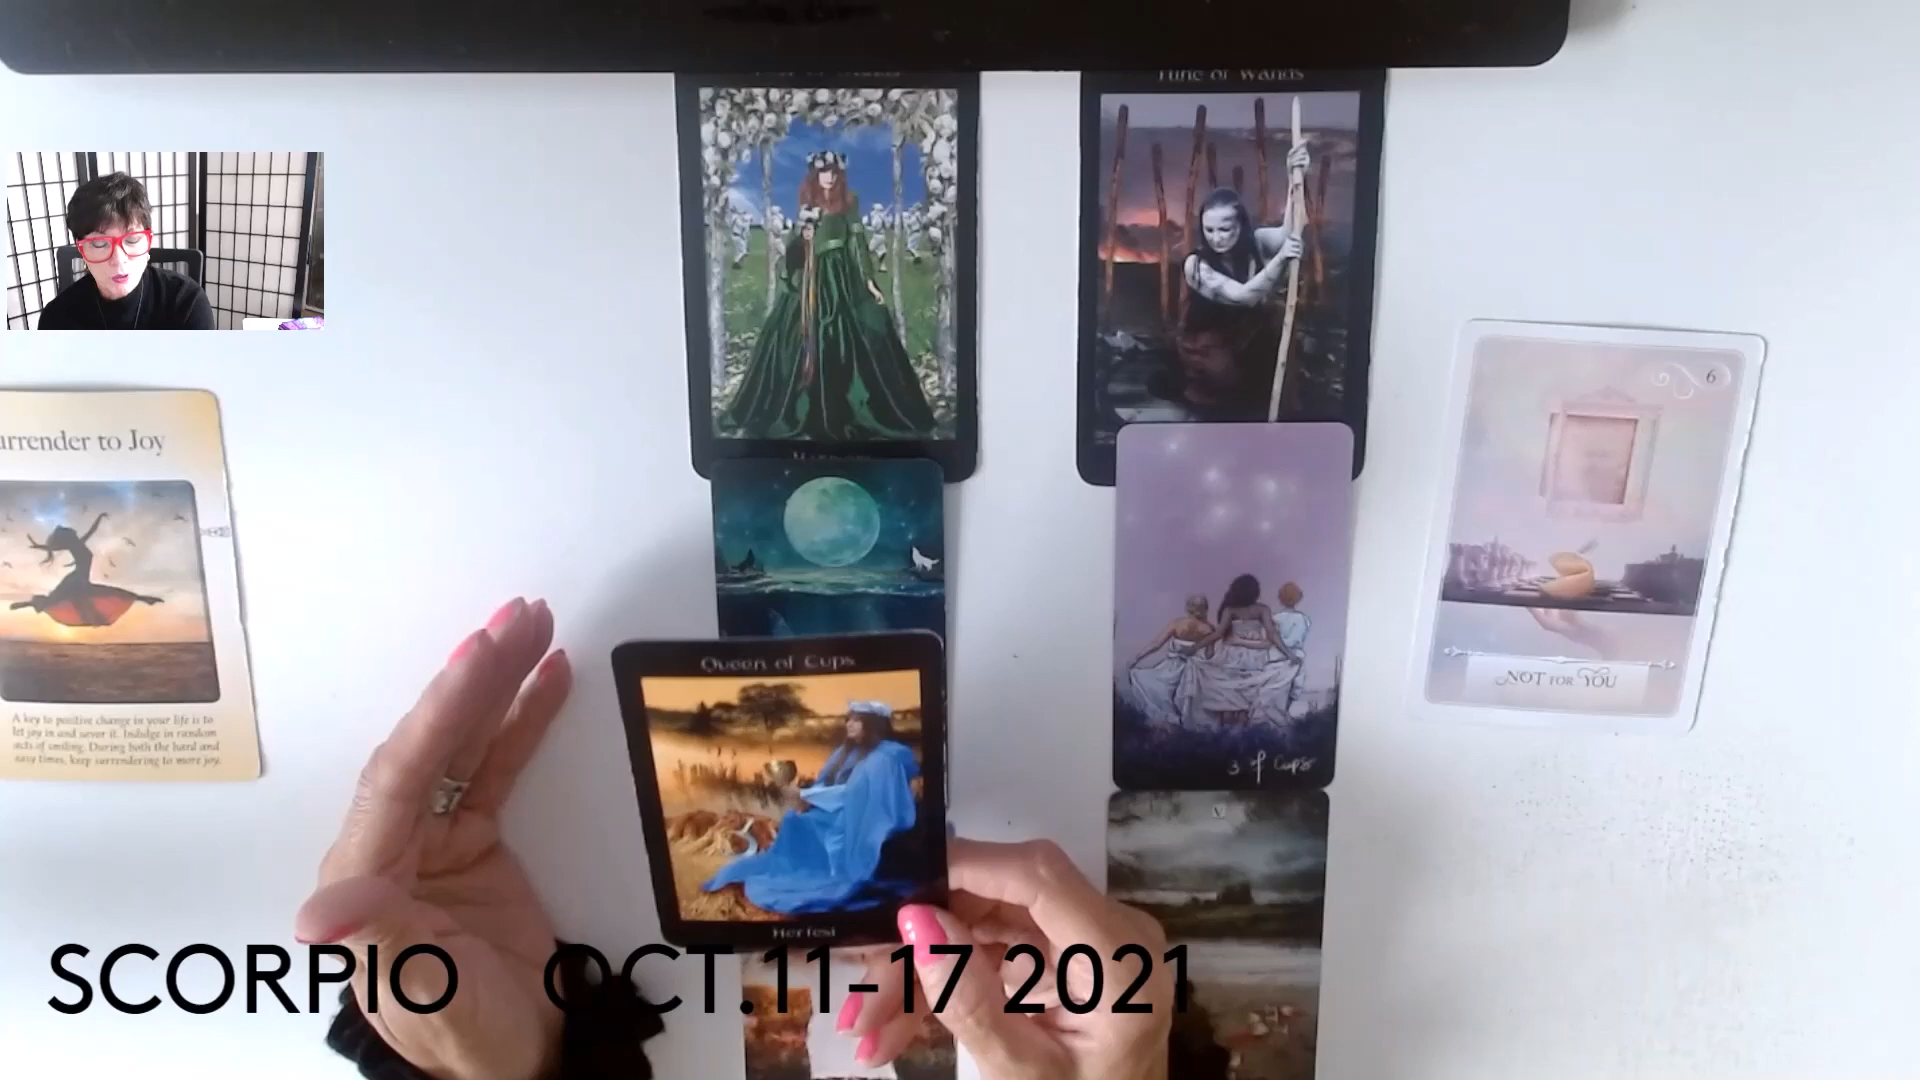 Nine of Wands
6
urrender to Joy
A key to positive change in your life is to
let joy in and savor it. Indulge in random
acts of smiling. During both the hard and
easy times, keep surrendering to more joy.
Queen of Cups
Herfest
3 of Cups
NOT FOR YOU
V
SCORPIO OCT.11-17 2021